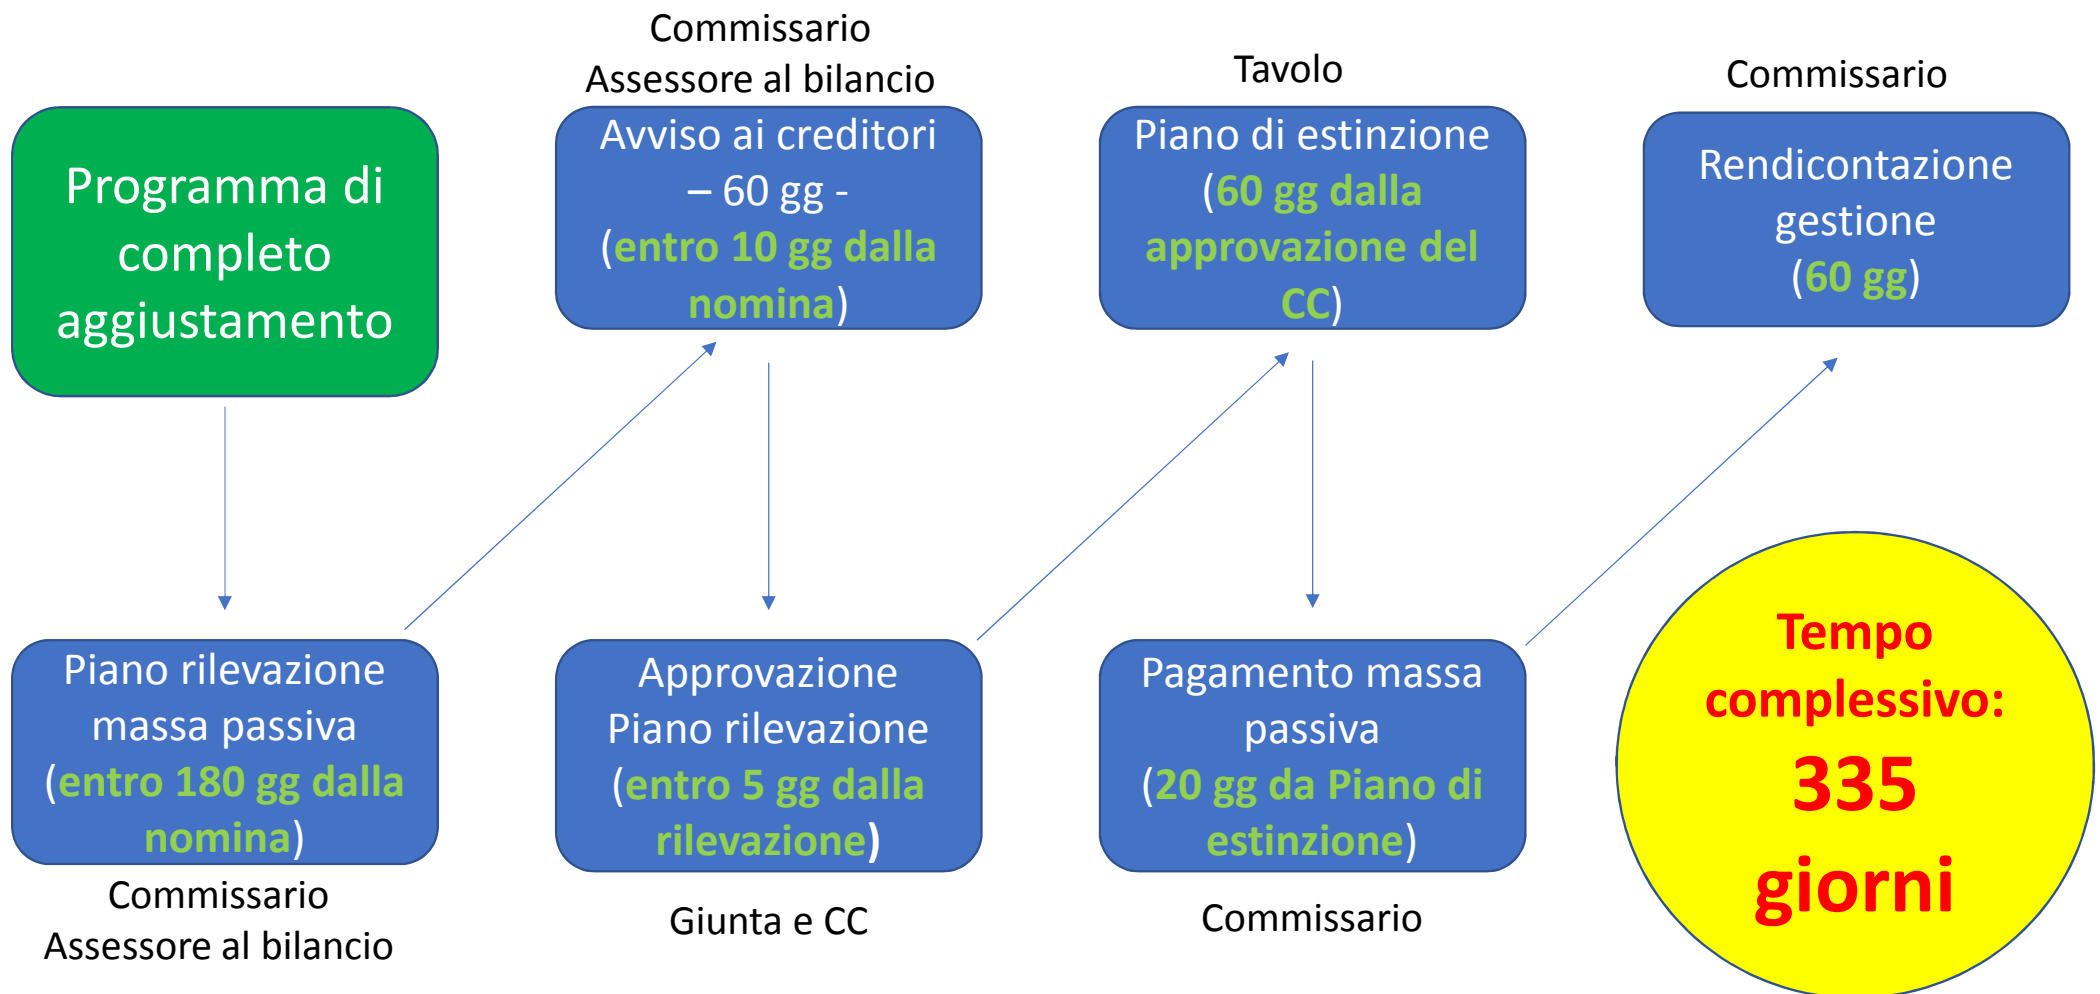 Programma di
completo
aggiustamento
Piano rilevazione
massa passiva
(entro 180 gg dalla
nomina)
Commissario
Assessore al bilancio
Commissario
Assessore al bilancio
Avviso ai creditori
– 60 gg -
(entro 10 gg dalla
nomina)
Approvazione
Piano rilevazione
(entro 5 gg dalla
rilevazione)
Giunta e CC
Tavolo
Piano di estinzione
(60 gg dalla
approvazione del
CC)
Pagamento massa
passiva
(20 gg da Piano di
estinzione)
Commissario
Commissario
Rendicontazione
gestione
(60 gg)
Tempo
complessivo:
335
giorni